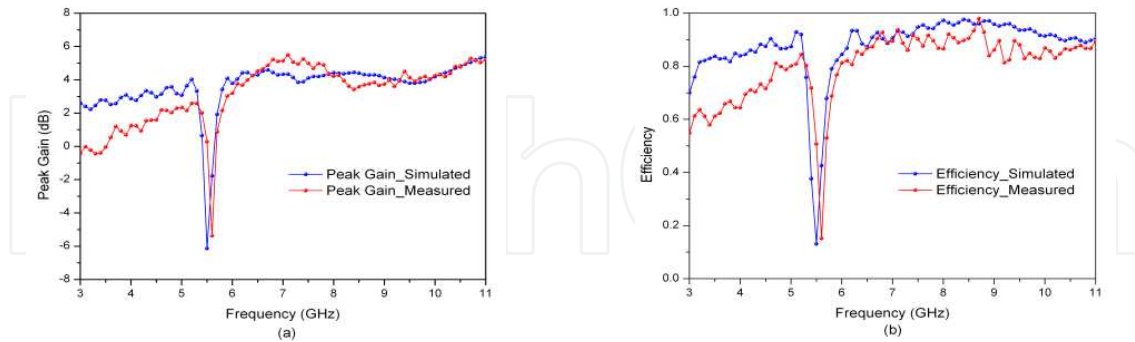 8
6
4
2
0
-2
-4
-6
-8
Peak Gain (dB)
Peak Gain_Simulated
Peak Gain_Measured
3 4 5 6 7 8 9 10 11
Frequency (GHz)
(a)
1.0
0.8
0.6
0.4
0.2
0.0
Efficiency
Efficiency_Simulated
Efficiency_Measured
3 4 5 6 7 8 9 10 11
Frequency (GHz)
(b)